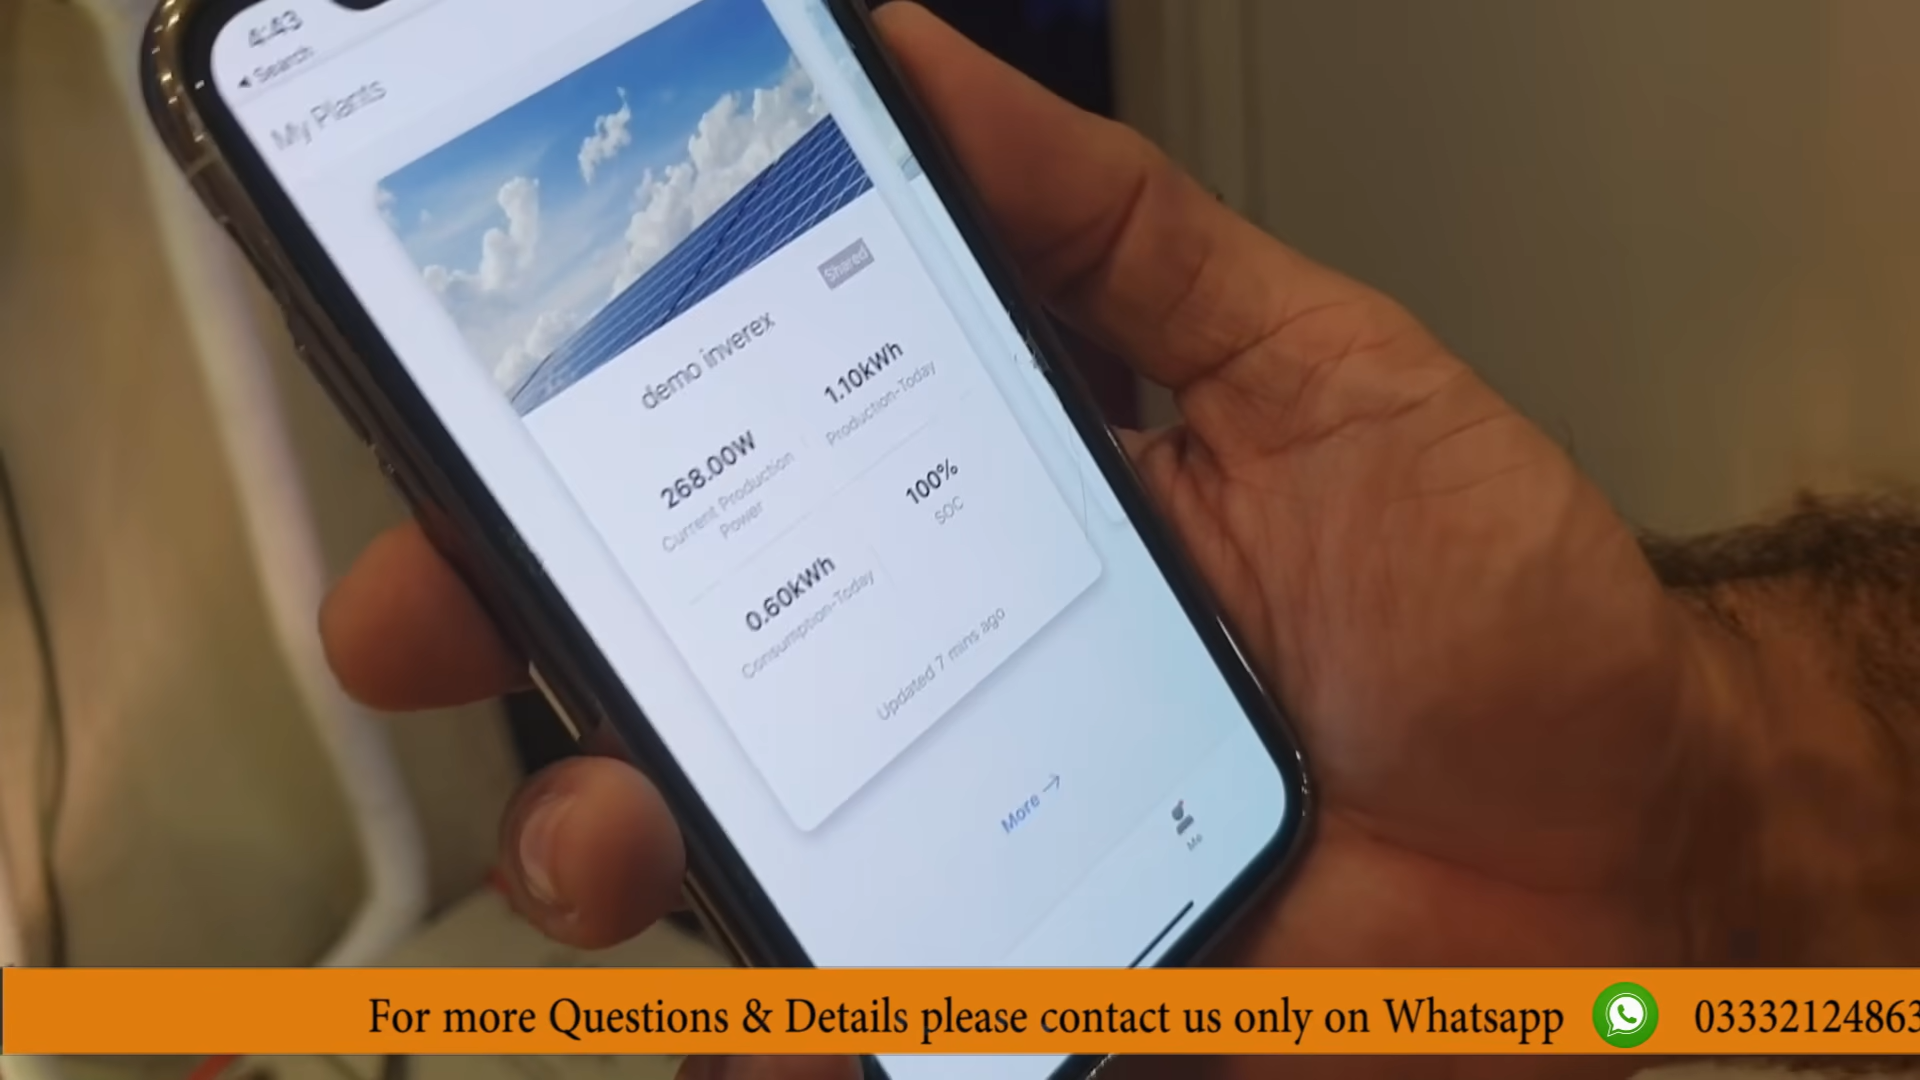 4:43
◀ Search
My Plants
Shared
demo inverex
268.00W
Current Production
Power
1.10kWh
Production-Today
0.60kWh
Consumption-Today
100%
SOC
Updated 7 mins ago
More →
Me
For more Questions & Details please contact us only on Whatsapp 03332124863